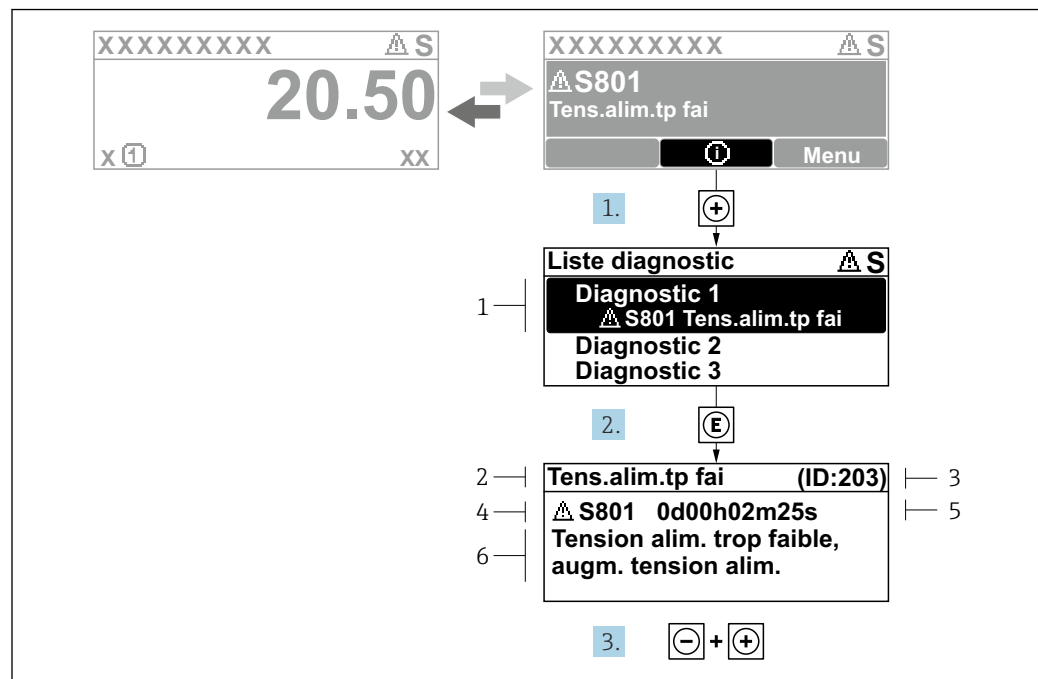 XXXXXXXXX ⚠ S
20.50
x ① xx
XXXXXXXXX ⚠ S
⚠ S801
Tens.alim.tp fai
ⓘ Menu
1. +
Liste diagnostic ⚠ S
1
Diagnostic 1
⚠ S801 Tens.alim.tp fai
Diagnostic 2
Diagnostic 3
2. E
2 Tens.alim.tp fai (ID:203) 3
4 ⚠ S801 0d00h02m25s 5
6
Tension alim. trop faible,
augm. tension alim.
3. - + +